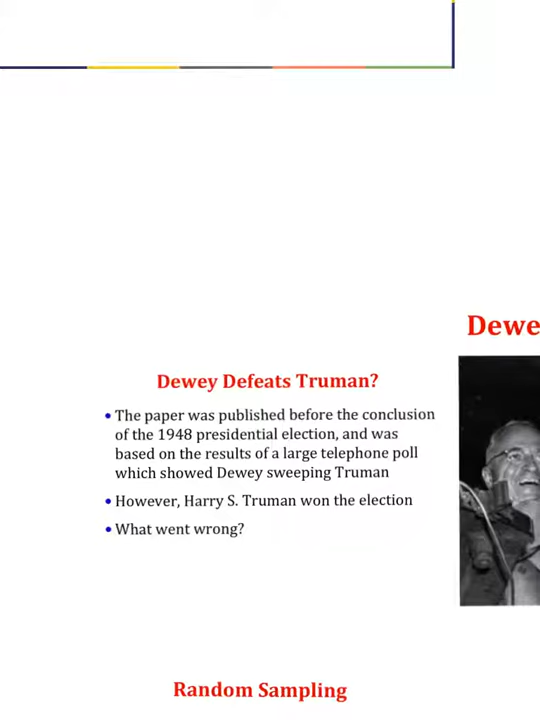 Dewe
Dewey Defeats Truman?
• The paper was published before the conclusion
of the 1948 presidential election, and was
based on the results of a large telephone poll
which showed Dewey sweeping Truman
• However, Harry S. Truman won the election
• What went wrong?
Random Sampling